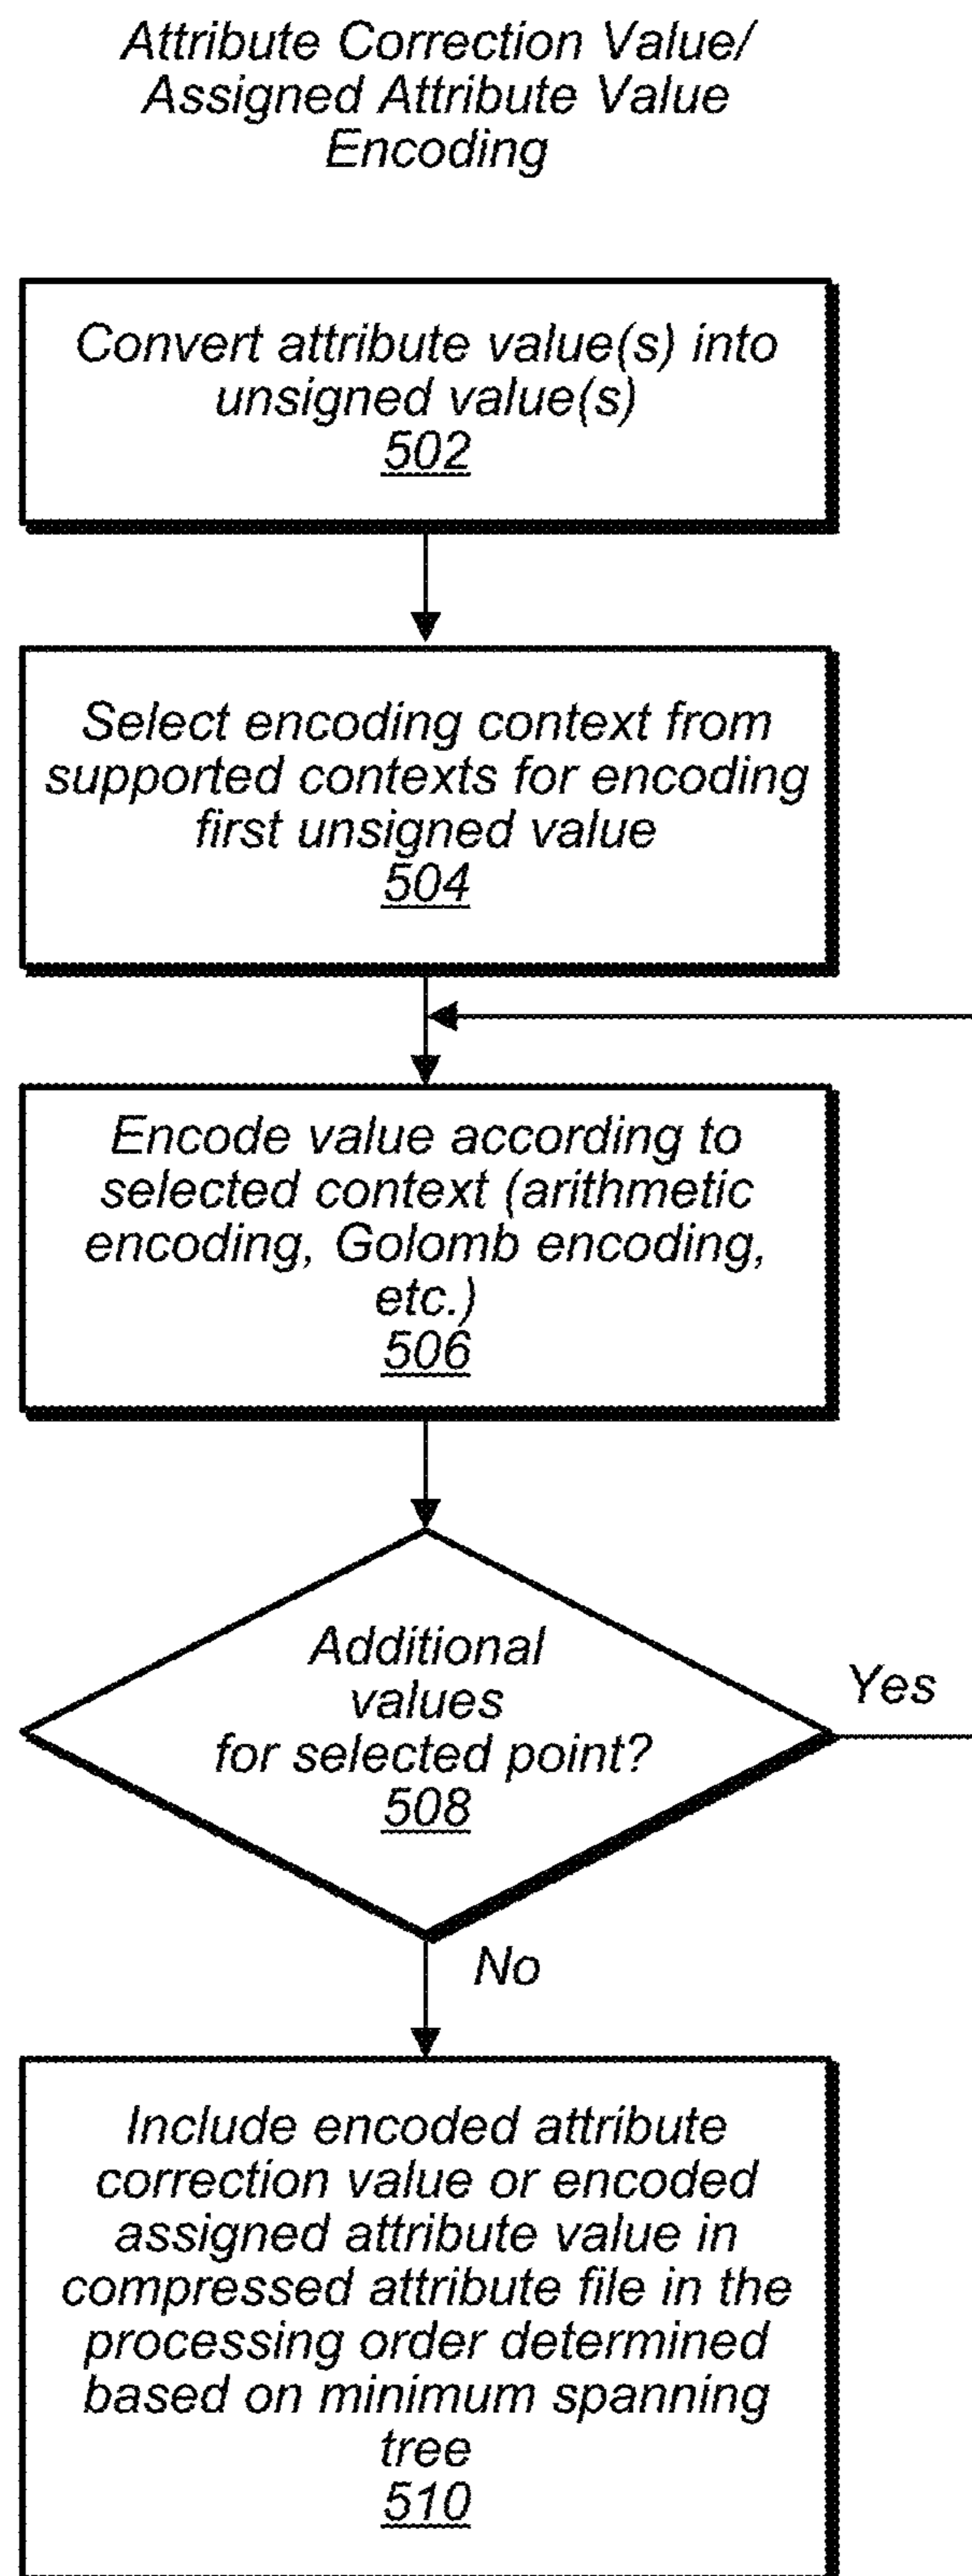 Attribute Correction Value/
Assigned Attribute Value
Encoding
Convert attribute value(s) into
unsigned value(s)
502
Select encoding context from
supported contexts for encoding
first unsigned value
504
Encode value according to
selected context (arithmetic
encoding, Golomb encoding,
etc.)
506
Additional
values
for selected point?
508
Yes
No
Include encoded attribute
correction value or encoded
assigned attribute value in
compressed attribute file in the
processing order determined
based on minimum spanning
tree
510